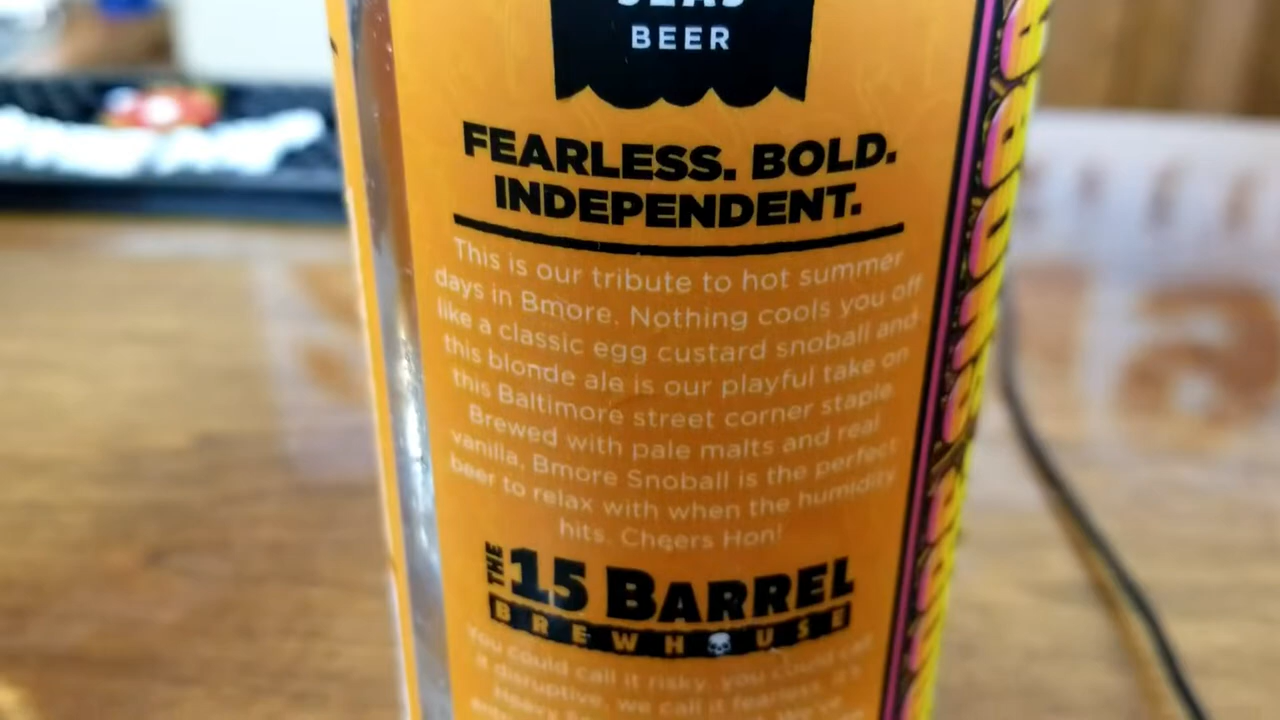 BEER
FEARLESS. BOLD.
INDEPENDENT.
This is our tribute to hot summer
days in Bmore. Nothing cools you off
like a classic egg custard snoball and
this blonde ale is our playful take on
this Baltimore street corner staple.
Brewed with pale malts and real
vanilla, Bmore Snoball is the perfect
beer to relax with when the humidity
hits. Cheers Hon!
THE 15 BARREL
BREWHOUSE
You could call it risky, you could call
it disruptive, we call it fearless. It's
Heavy